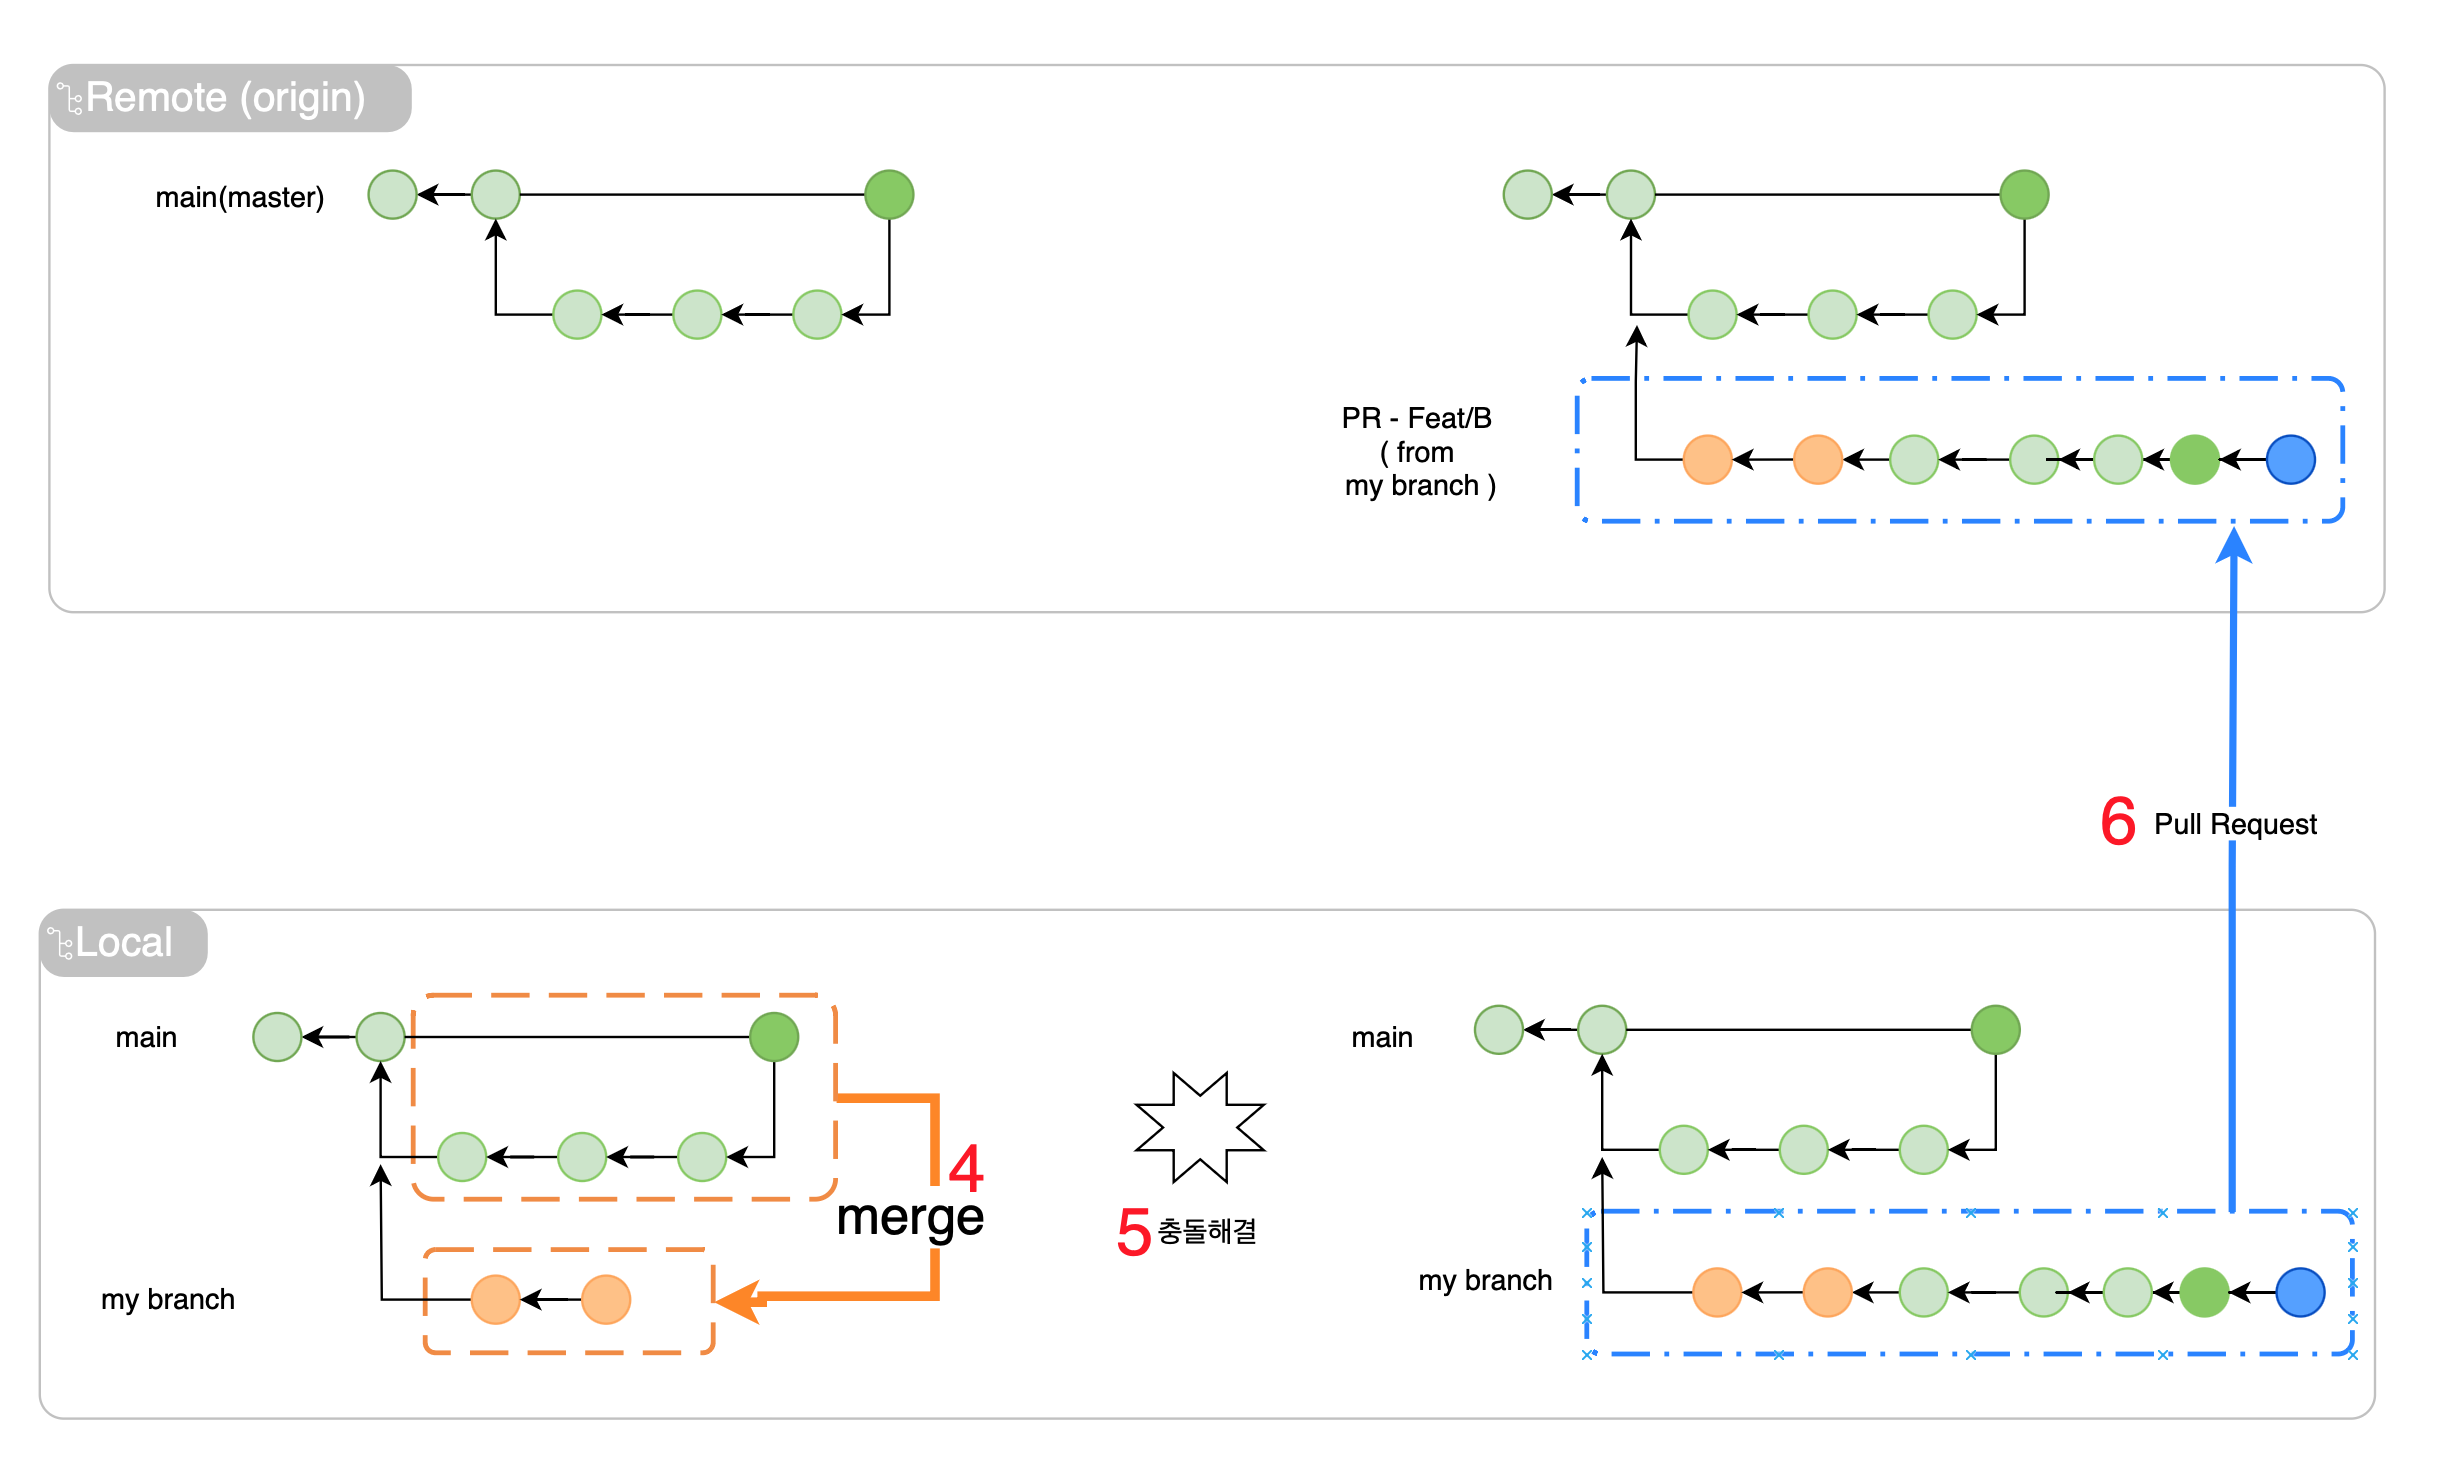 Remote (origin)
main(master)
PR - Feat/B
( from
my branch )
6 Pull Request
Local
main
my branch
4
merge
5 충돌해결
main
my branch